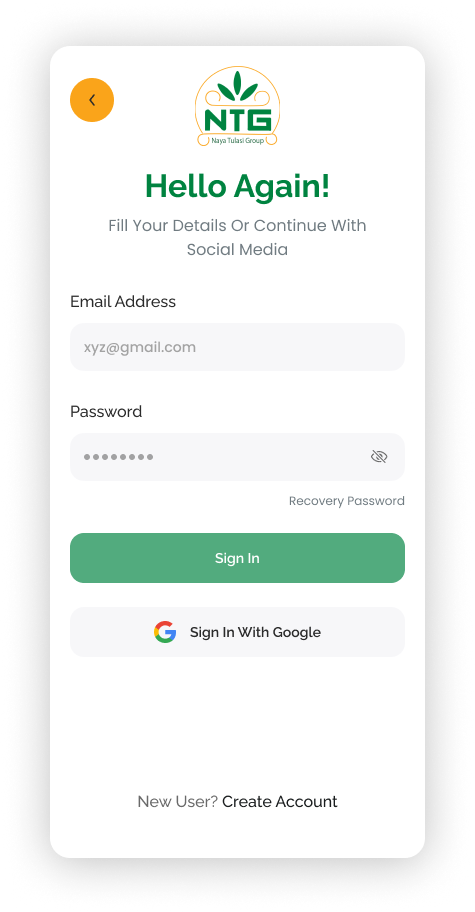 NTG
Naya Tulasi Group
Hello Again!
Fill Your Details Or Continue With
Social Media
Email Address
xyz@gmail.com
Password
Recovery Password
Sign In
Sign In With Google
New User? Create Account